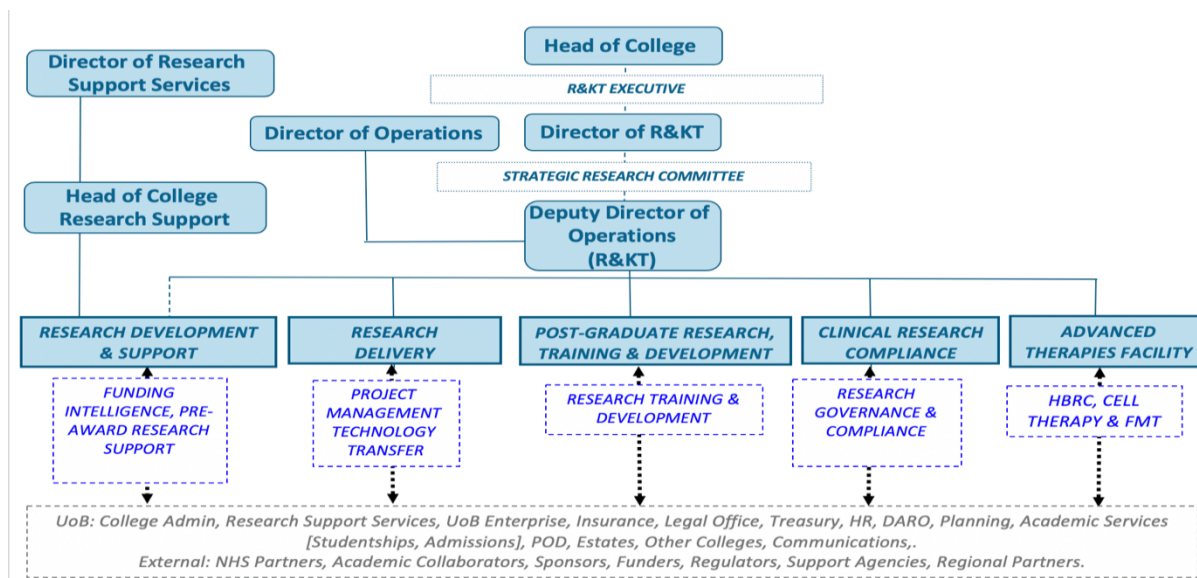 Head of College
Director of Research
Support Services
R&KT EXECUTIVE
Director of Operations
Director of R&KT
STRATEGIC RESEARCH COMMITTEE
Head of College
Research Support
Deputy Director of
Operations
(R&KT)
RESEARCH DEVELOPMENT
& SUPPORT
RESEARCH
DELIVERY
POST-GRADUATE RESEARCH,
TRAINING & DEVELOPMENT
CLINICAL RESEARCH
COMPLIANCE
ADVANCED
THERAPIES FACILITY
FUNDING
INTELLIGENCE, PRE-
AWARD RESEARCH
SUPPORT
PROJECT
MANAGEMENT
TECHNOLOGY
TRANSFER
RESEARCH TRAINING &
DEVELOPMENT
RESEARCH
GOVERNANCE &
COMPLIANCE
HBRC, CELL
THERAPY & FMT
UoB: College Admin, Research Support Services, UoB Enterprise, Insurance, Legal Office, Treasury, HR, DARO, Planning, Academic Services
[Studentships, Admissions], POD, Estates, Other Colleges, Communications,.
External: NHS Partners, Academic Collaborators, Sponsors, Funders, Regulators, Support Agencies, Regional Partners.